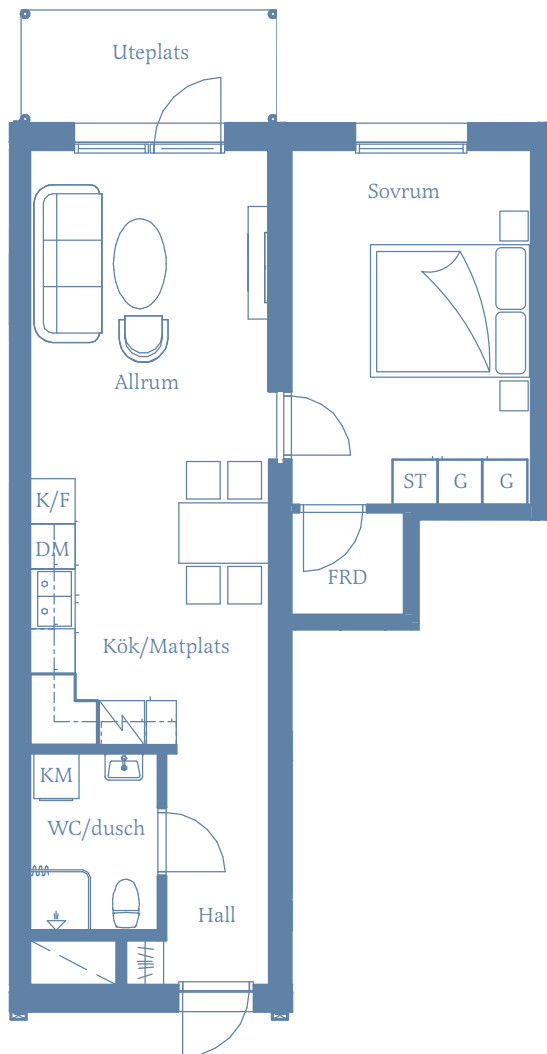 Uteplats
Sovrum
Allrum
K/F
ST
G
G
DM
FRD
Kök/Matplats
KM
WC/dusch
Hall